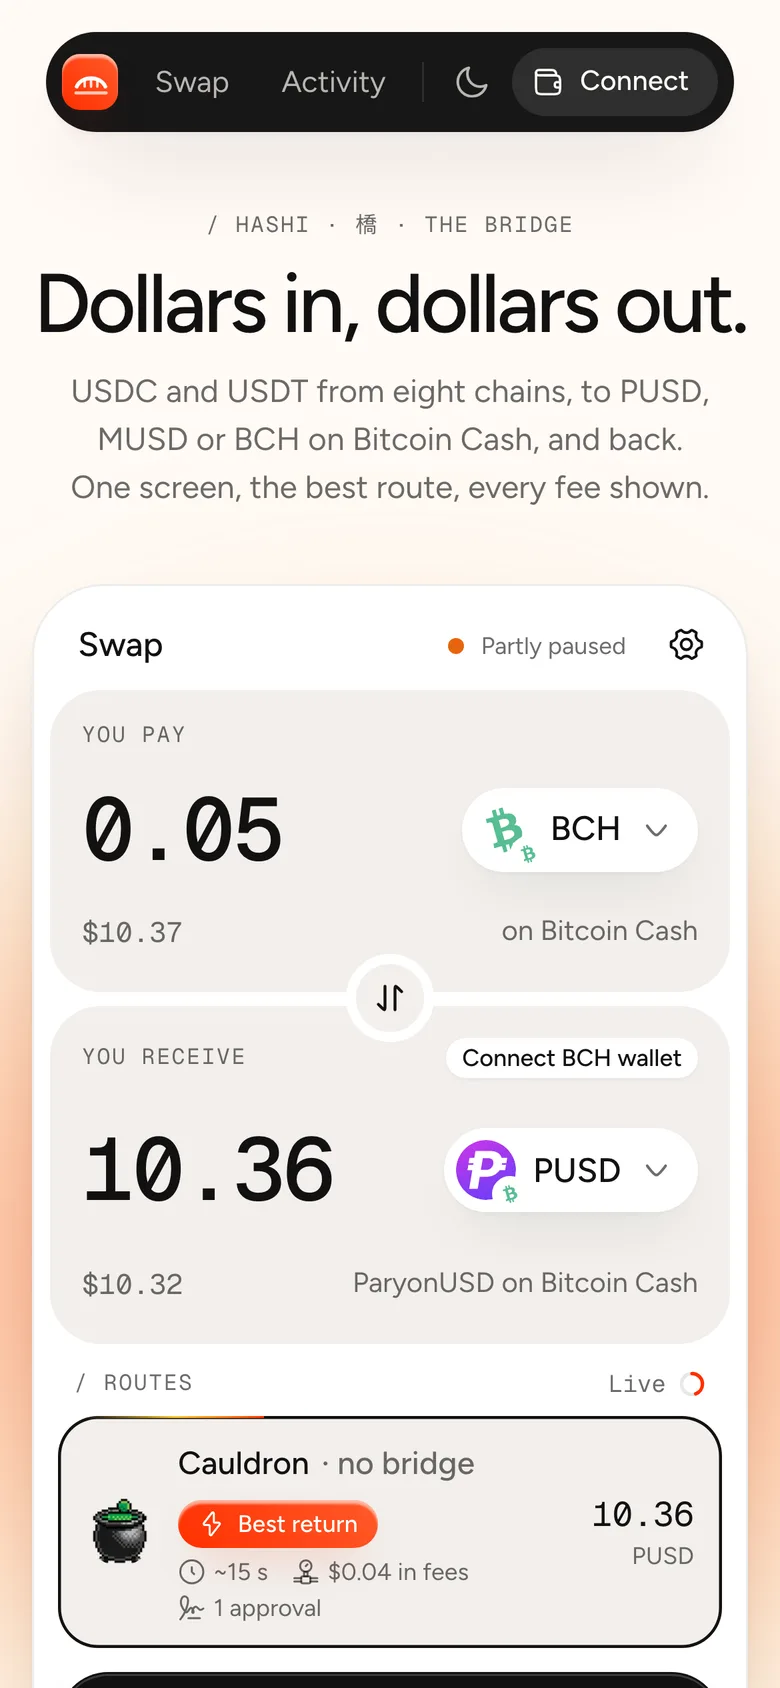 Swap
Activity
Connect
/ HASHI · 橋 · THE BRIDGE
Dollars in, dollars out.
USDC and USDT from eight chains, to PUSD,
MUSD or BCH on Bitcoin Cash, and back.
One screen, the best route, every fee shown.
Swap
Partly paused
YOU PAY
0.05
BCH
$10.37
on Bitcoin Cash
YOU RECEIVE
Connect BCH wallet
10.36
PUSD
$10.32
ParyonUSD on Bitcoin Cash
/ ROUTES
Live
Cauldron · no bridge
Best return
10.36
PUSD
~15 s
$0.04 in fees
1 approval